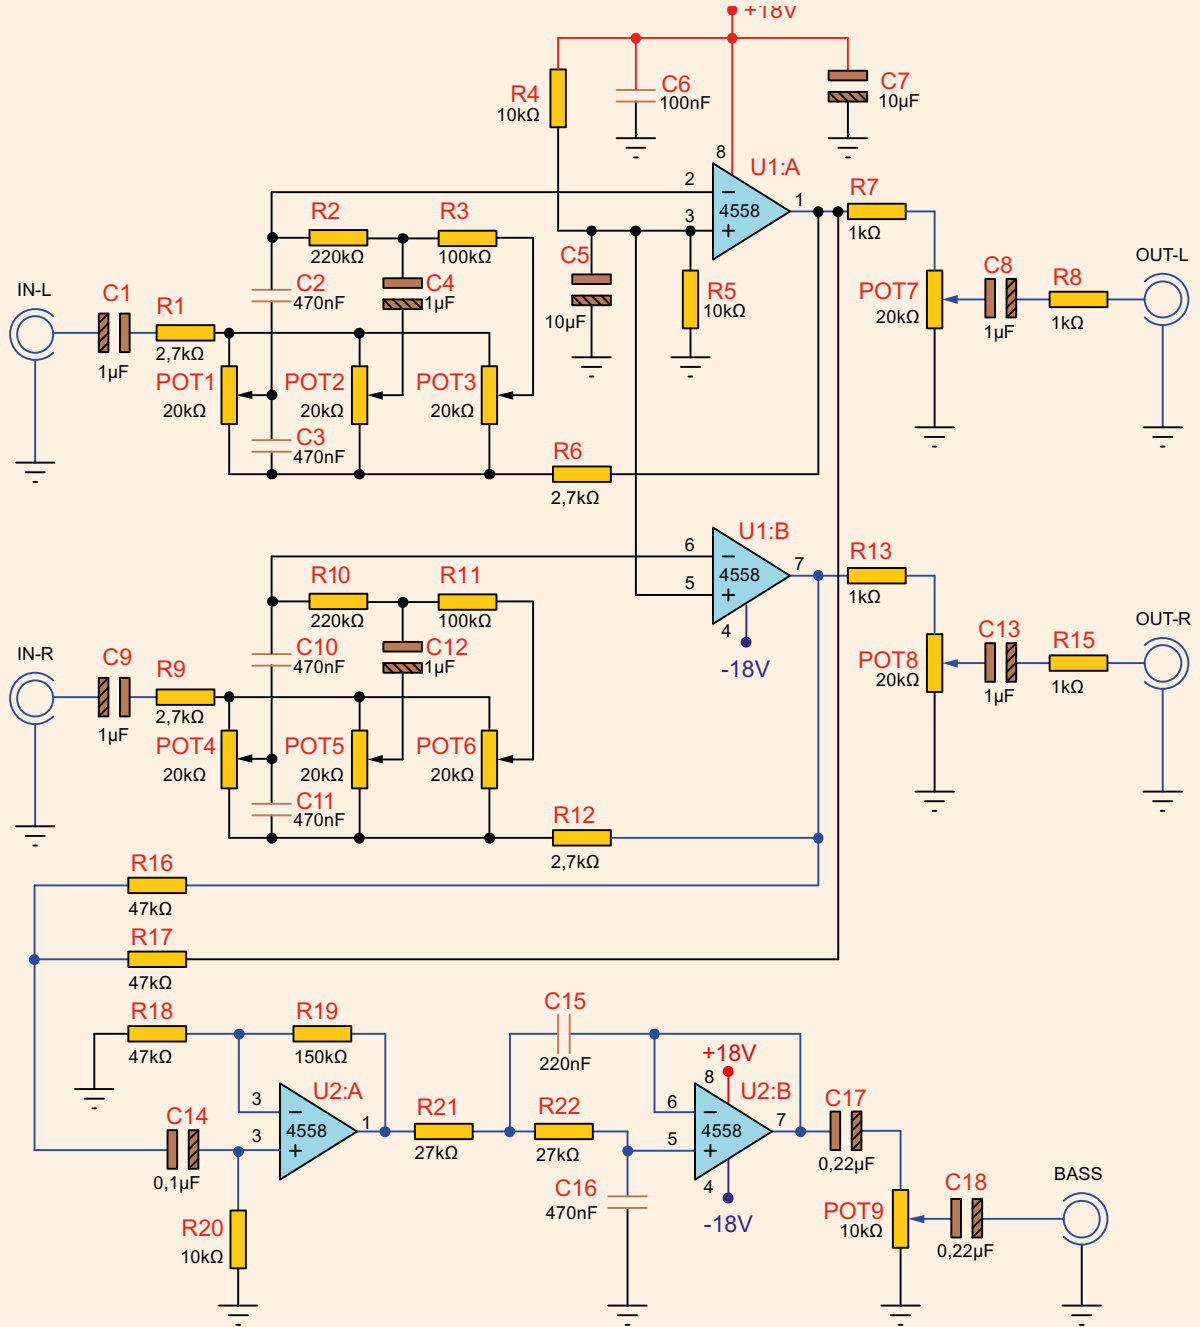 +18V
R4
10kΩ
C6
100nF
C7
10µF
8
U1:A
2
4558
1
3
R7
1kΩ
R2
220kΩ
R3
100kΩ
C2
470nF
C4
1µF
C5
10µF
R5
10kΩ
IN-L
C1
1µF
R1
2,7kΩ
POT1
20kΩ
POT2
20kΩ
POT3
20kΩ
C3
470nF
R6
2,7kΩ
POT7
20kΩ
C8
1µF
R8
1kΩ
OUT-L
U1:B
6
4558
7
5
4
-18V
R13
1kΩ
R10
220kΩ
R11
100kΩ
C10
470nF
C12
1µF
IN-R
C9
1µF
R9
2,7kΩ
POT4
20kΩ
POT5
20kΩ
POT6
20kΩ
C11
470nF
R12
2,7kΩ
POT8
20kΩ
C13
1µF
R15
1kΩ
OUT-R
R16
47kΩ
R17
47kΩ
R18
47kΩ
R19
150kΩ
C15
220nF
U2:A
3
4558
1
3
C14
0,1µF
R20
10kΩ
R21
27kΩ
R22
27kΩ
C16
470nF
+18V
8
U2:B
6
4558
7
5
4
-18V
C17
0,22µF
POT9
10kΩ
C18
0,22µF
BASS